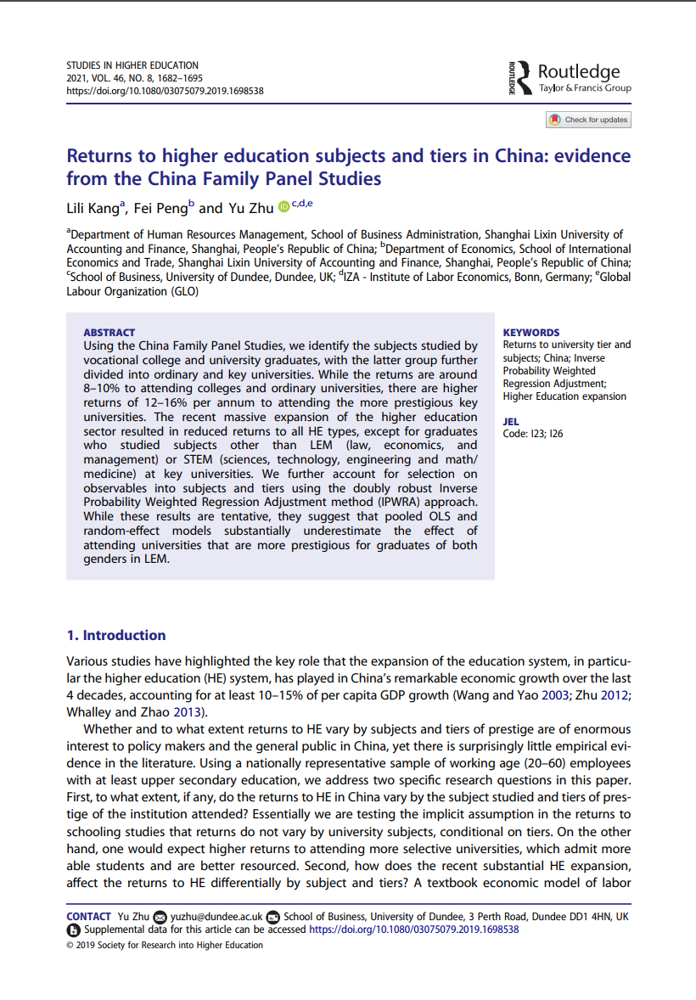 STUDIES IN HIGHER EDUCATION
2021, VOL. 46, NO. 8, 1682–1695
https://doi.org/10.1080/03075079.2019.1698538
ROUTLEDGE
Routledge
Taylor & Francis Group
Check for updates
Returns to higher education subjects and tiers in China: evidence
from the China Family Panel Studies
Lili Kangᵃ, Fei Pengᵇ and Yu Zhu iD ᶜ,ᵈ,ᵉ
ᵃDepartment of Human Resources Management, School of Business Administration, Shanghai Lixin University of
Accounting and Finance, Shanghai, People's Republic of China; ᵇDepartment of Economics, School of International
Economics and Trade, Shanghai Lixin University of Accounting and Finance, Shanghai, People's Republic of China;
ᶜSchool of Business, University of Dundee, Dundee, UK; ᵈIZA - Institute of Labor Economics, Bonn, Germany; ᵉGlobal
Labour Organization (GLO)
ABSTRACT
Using the China Family Panel Studies, we identify the subjects studied by
vocational college and university graduates, with the latter group further
divided into ordinary and key universities. While the returns are around
8–10% to attending colleges and ordinary universities, there are higher
returns of 12–16% per annum to attending the more prestigious key
universities. The recent massive expansion of the higher education
sector resulted in reduced returns to all HE types, except for graduates
who studied subjects other than LEM (law, economics, and
management) or STEM (sciences, technology, engineering and math/
medicine) at key universities. We further account for selection on
observables into subjects and tiers using the doubly robust Inverse
Probability Weighted Regression Adjustment method (IPWRA) approach.
While these results are tentative, they suggest that pooled OLS and
random-effect models substantially underestimate the effect of
attending universities that are more prestigious for graduates of both
genders in LEM.
KEYWORDS
Returns to university tier and
subjects; China; Inverse
Probability Weighted
Regression Adjustment;
Higher Education expansion
JEL
Code: I23; I26
1. Introduction
Various studies have highlighted the key role that the expansion of the education system, in particu-
lar the higher education (HE) system, has played in China's remarkable economic growth over the last
4 decades, accounting for at least 10–15% of per capita GDP growth (Wang and Yao 2003; Zhu 2012;
Whalley and Zhao 2013).
Whether and to what extent returns to HE vary by subjects and tiers of prestige are of enormous
interest to policy makers and the general public in China, yet there is surprisingly little empirical evi-
dence in the literature. Using a nationally representative sample of working age (20–60) employees
with at least upper secondary education, we address two specific research questions in this paper.
First, to what extent, if any, do the returns to HE in China vary by the subject studied and tiers of pres-
tige of the institution attended? Essentially we are testing the implicit assumption in the returns to
schooling studies that returns do not vary by university subjects, conditional on tiers. On the other
hand, one would expect higher returns to attending more selective universities, which admit more
able students and are better resourced. Second, how does the recent substantial HE expansion,
affect the returns to HE differentially by subject and tiers? A textbook economic model of labor
CONTACT Yu Zhu yuzhu@dundee.ac.uk School of Business, University of Dundee, 3 Perth Road, Dundee DD1 4HN, UK
Supplemental data for this article can be accessed https://doi.org/10.1080/03075079.2019.1698538
© 2019 Society for Research into Higher Education